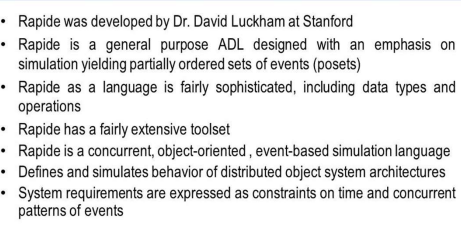 • Rapide was developed by Dr. David Luckham at Stanford
• Rapide is a general purpose ADL designed with an emphasis on
simulation yielding partially ordered sets of events (posets)
• Rapide as a language is fairly sophisticated, including data types and
operations
• Rapide has a fairly extensive toolset
• Rapide is a concurrent, object-oriented , event-based simulation language
• Defines and simulates behavior of distributed object system architectures
• System requirements are expressed as constraints on time and concurrent
patterns of events